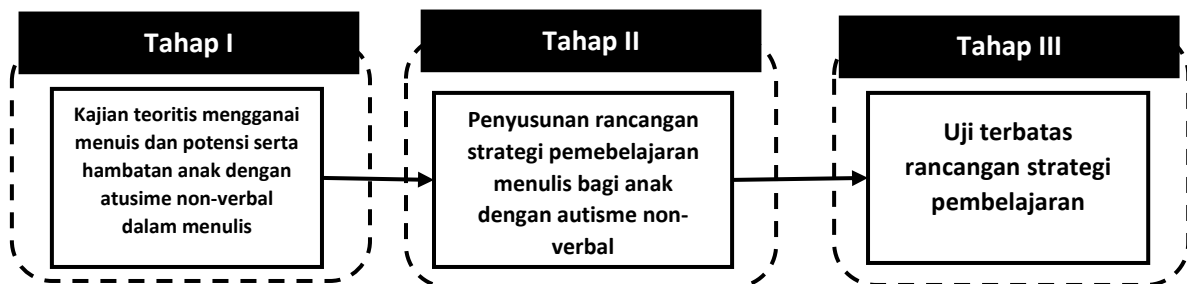 Tahap I
Kajian teoritis mengganai
menuis dan potensi serta
hambatan anak dengan
atusime non-verbal
dalam menulis
Tahap II
Penyusunan rancangan
strategi pemebelajaran
menulis bagi anak
dengan autisme non-
verbal
Tahap III
Uji terbatas
rancangan strategi
pembelajaran